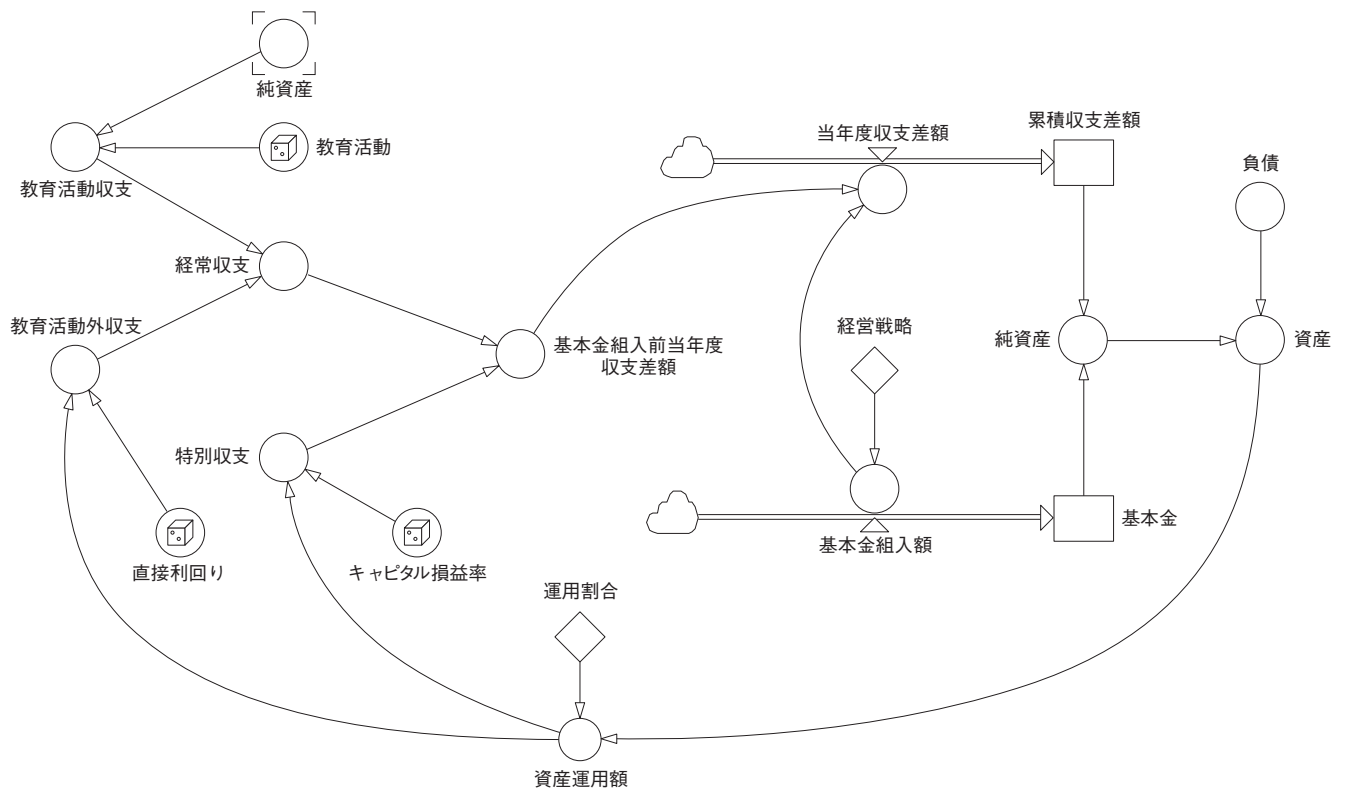 純資産
教育活動
教育活動収支
当年度収支差額
累積収支差額
負債
経常収支
教育活動外収支
経営戦略
基本金組入前当年度
収支差額
純資産
資産
特別収支
基本金
基本金組入額
直接利回り
キャピタル損益率
運用割合
資産運用額